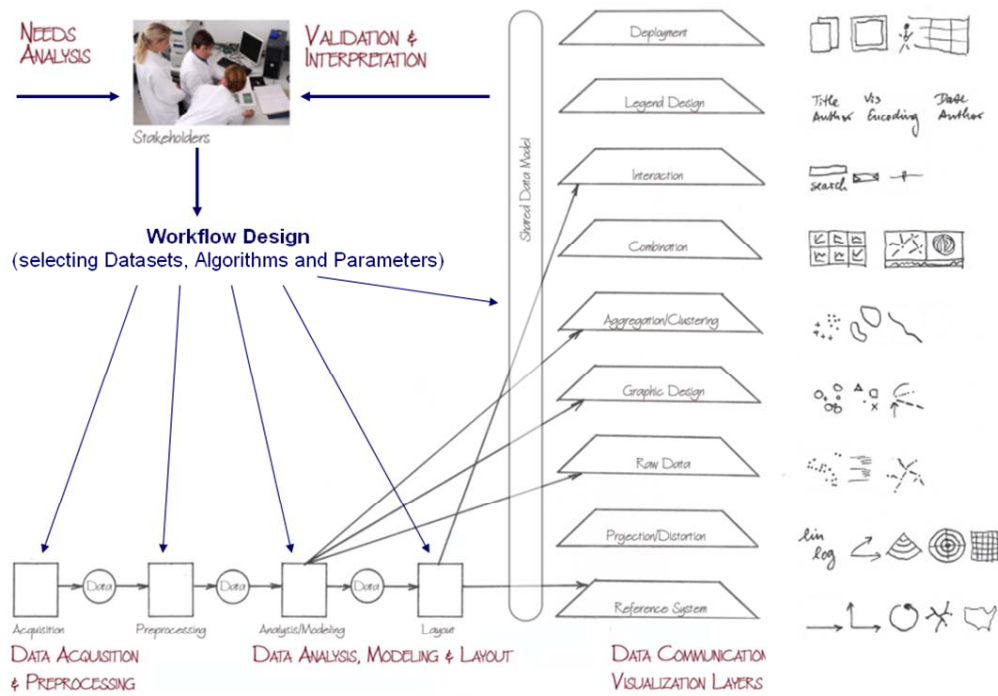 NEEDS
ANALYSIS
VALIDATION &
INTERPRETATION
Stakeholders
Workflow Design
(selecting Datasets, Algorithms and Parameters)
Shared Data Model
Deployment
Legend Design
Title Vis Date
Author Encoding Author
Interaction
search
Combination
Aggregation/Clustering
Graphic Design
Raw Data
Projection/Distortion
lin
log
Reference System
Data
Data
Data
Acquisition
Preprocessing
Analysis/Modeling
Layout
DATA ACQUISITION
& PREPROCESSING
DATA ANALYSIS, MODELING & LAYOUT
DATA COMMUNICATION
VISUALIZATION LAYERS